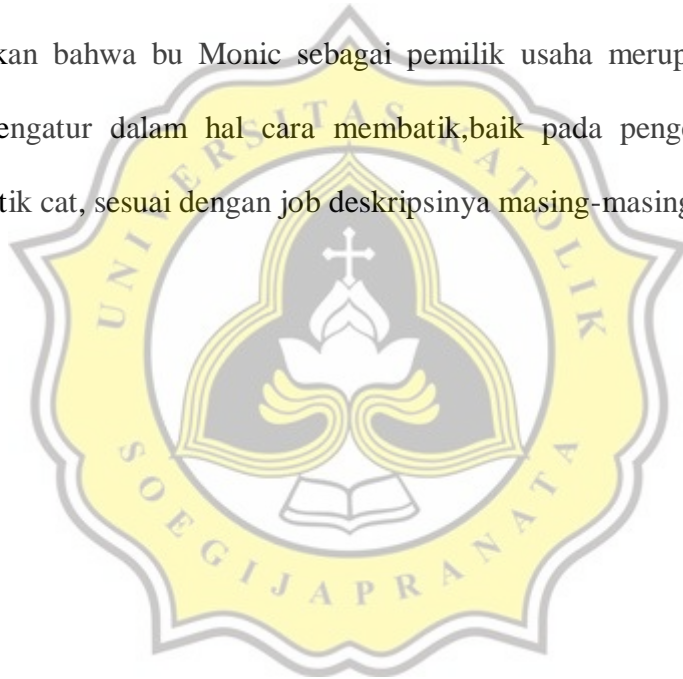 kan bahwa bu Monic sebagai pemilik usaha merup
engatur dalam hal cara membatik,baik pada penge
tik cat, sesuai dengan job deskripsinya masing-masing
UNIVERSITAS KATOLIK
SOEGIJAPRANATA